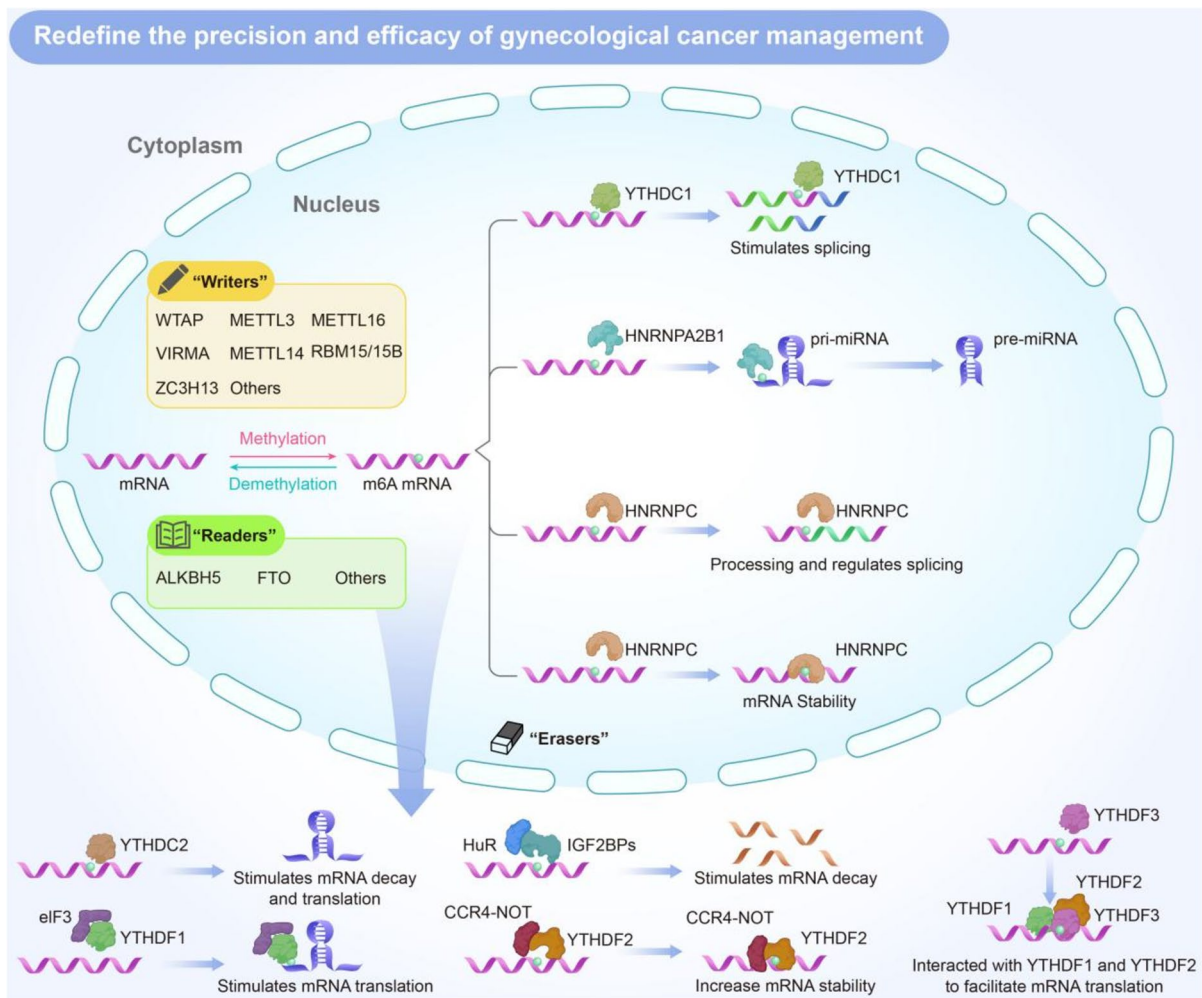 Redefine the precision and efficacy of gynecological cancer management
Cytoplasm
Nucleus
"Writers"
WTAP METTL3 METTL16
VIRMA METTL14 RBM15/15B
ZC3H13 Others
Methylation
Demethylation
mRNA
m6A mRNA
"Readers"
ALKBH5 FTO Others
YTHDC1
YTHDC1
Stimulates splicing
HNRNPA2B1
pri-miRNA
pre-miRNA
HNRNPC
HNRNPC
Processing and regulates splicing
HNRNPC
HNRNPC
mRNA Stability
"Erasers"
YTHDC2
Stimulates mRNA decay
and translation
eIF3
YTHDF1
Stimulates mRNA translation
HuR
IGF2BPs
Stimulates mRNA decay
CCR4-NOT
YTHDF2
CCR4-NOT
YTHDF2
Increase mRNA stability
YTHDF3
YTHDF2
YTHDF1
YTHDF3
Interacted with YTHDF1 and YTHDF2
to facilitate mRNA translation